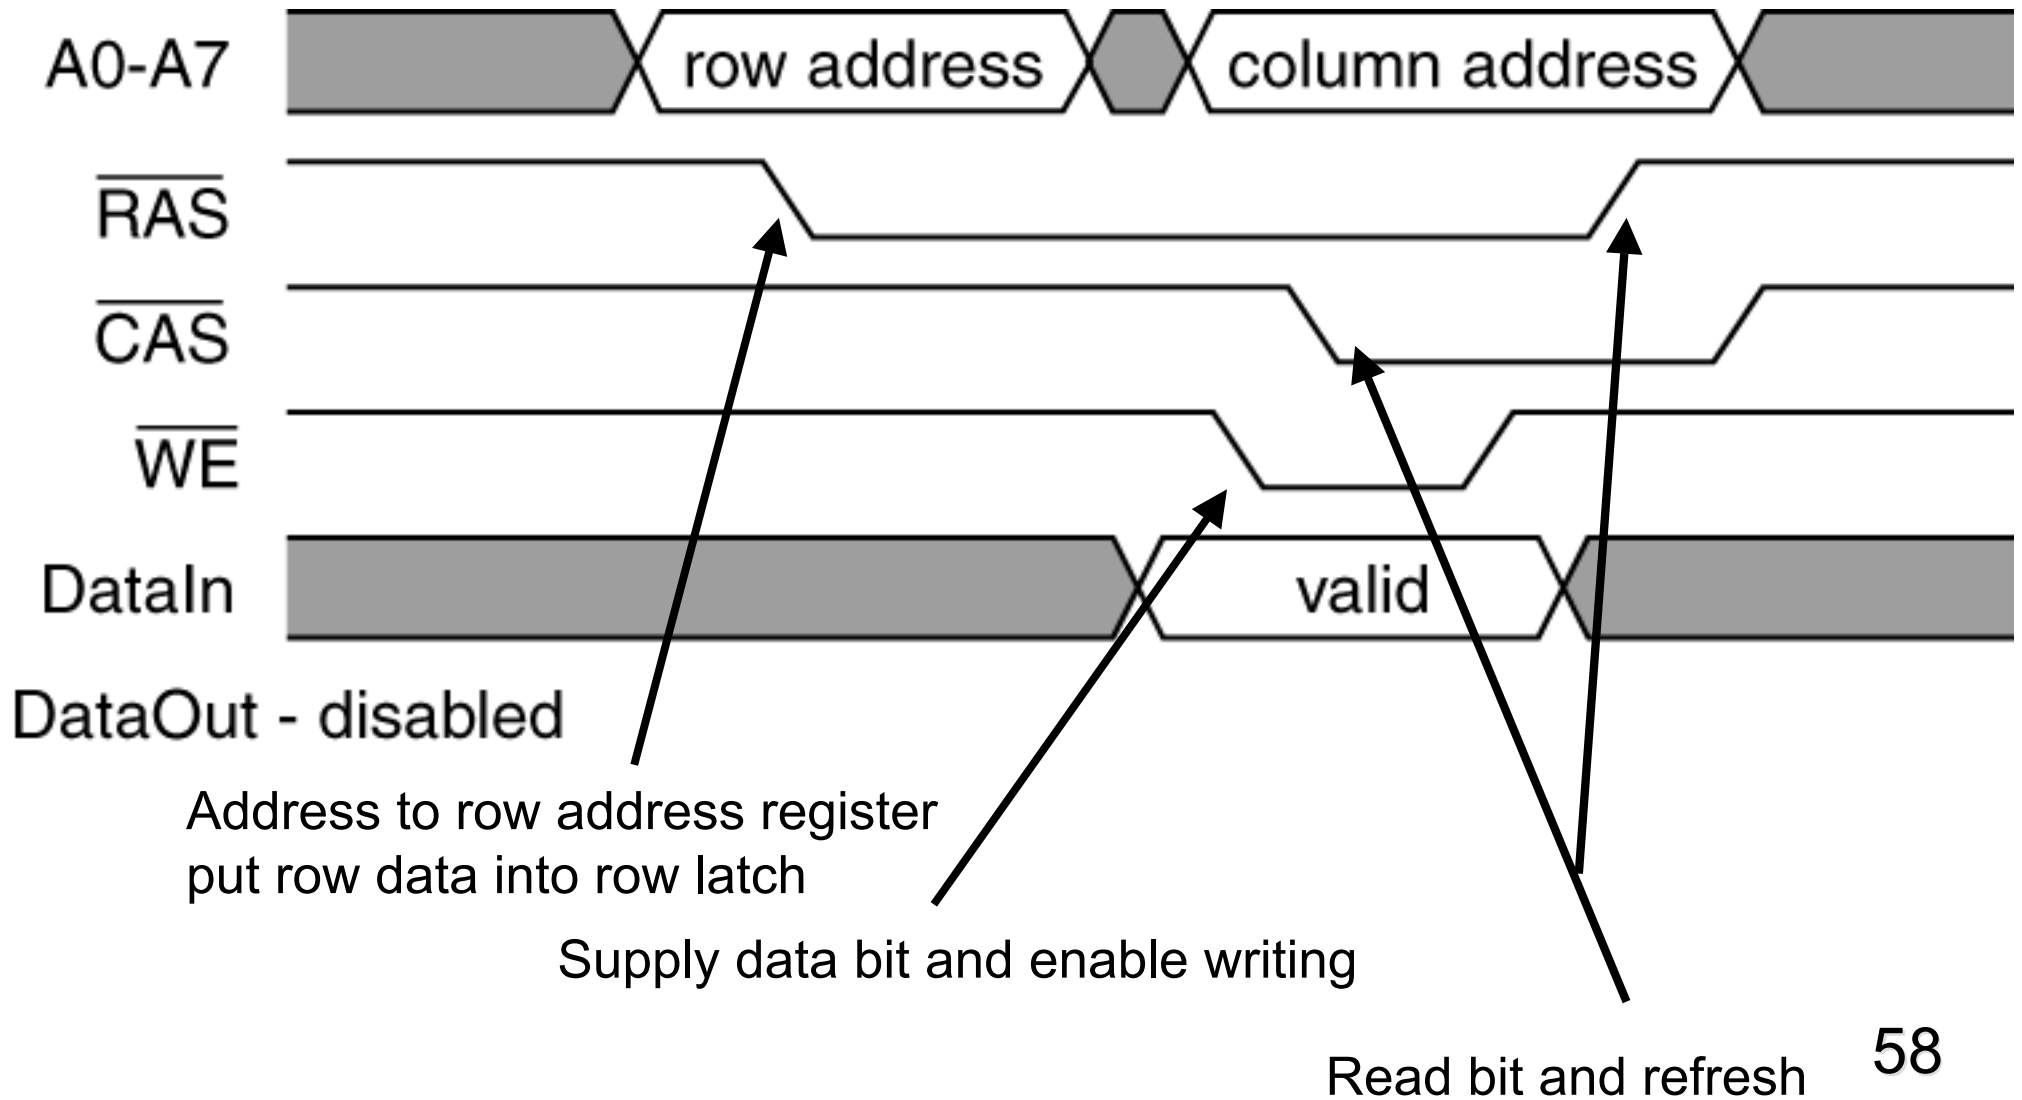 A0-A7 row address column address
RAS
CAS
WE
DataIn valid
DataOut - disabled
Address to row address register
put row data into row latch
Supply data bit and enable writing
58
Read bit and refresh